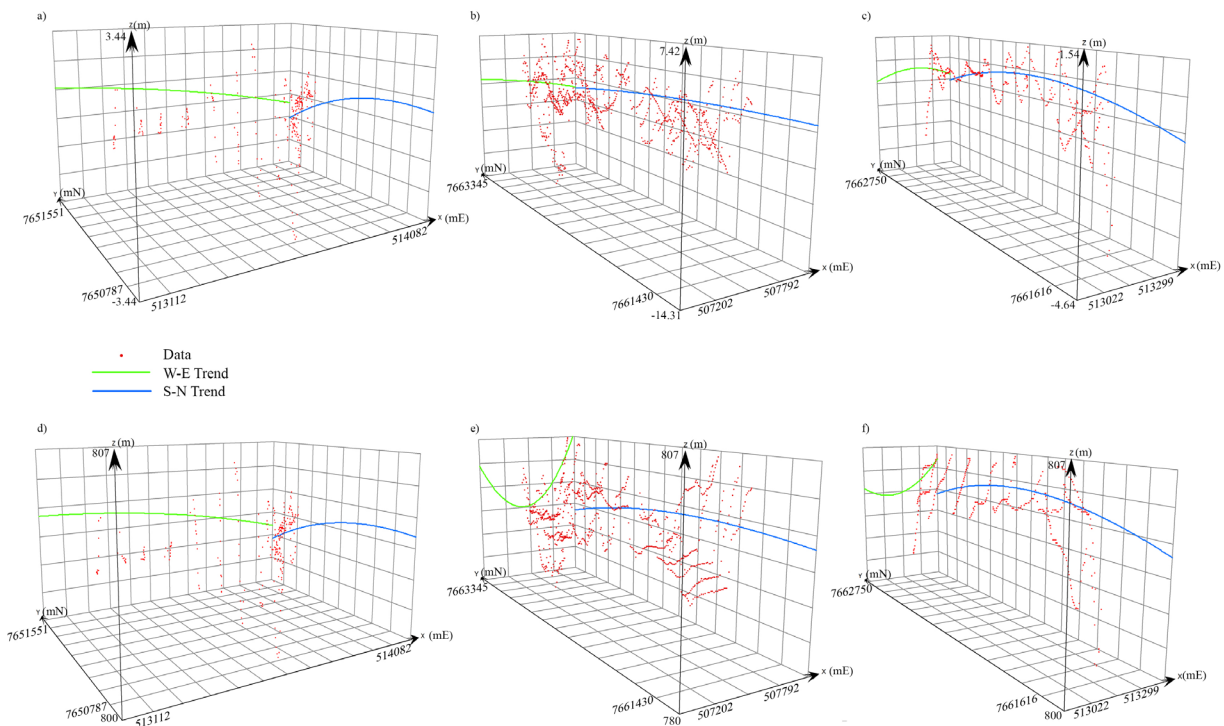 a)
z(m)
3.44
Y (mN)
7651551
7650787
-3.44
513112
514082
X (mE)
b)
z(m)
7.42
Y (mN)
7663345
7661430
-14.31
507202
507792
X (mE)
c)
z(m)
1.54
Y (mN)
7662750
7661616
-4.64
513022
513299
X (mE)
Data
W-E Trend
S-N Trend
d)
z(m)
807
Y (mN)
7651551
7650787
800
513112
514082
X (mE)
e)
z(m)
807
Y (mN)
7663345
7661430
780
507202
507792
X (mE)
f)
z(m)
807
Y (mN)
7662750
7661616
800
513022
513299
X(mE)